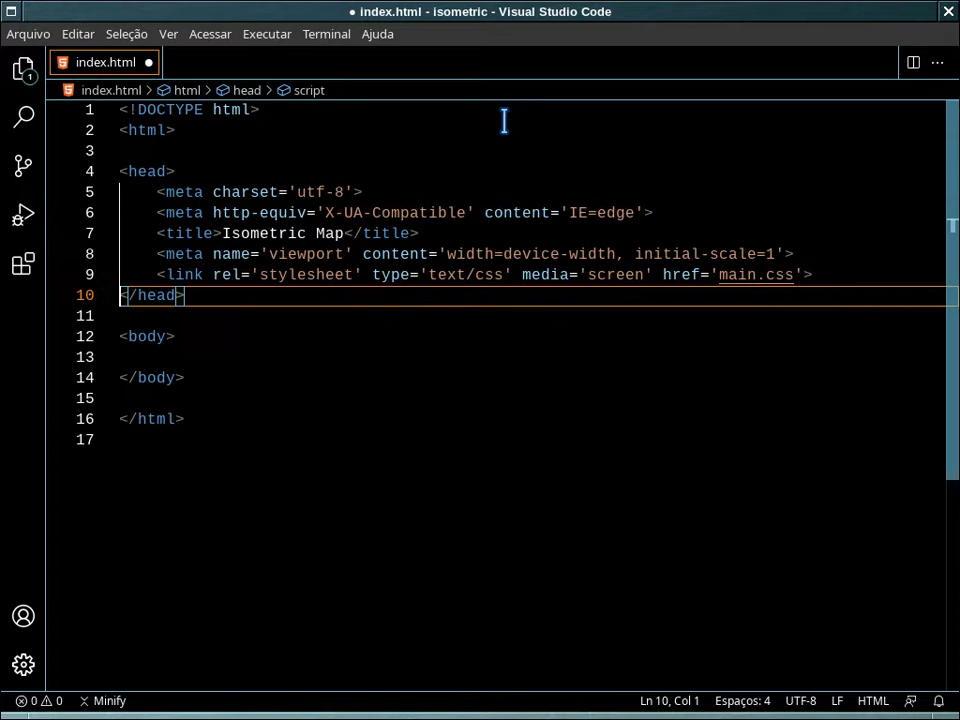 ● index.html - isometric - Visual Studio Code
Arquivo Editar Seleção Ver Acessar Executar Terminal Ajuda
index.html ●
index.html > html > head > script
1 <!DOCTYPE html>
2 <html>
3
4 <head>
5 <meta charset='utf-8'>
6 <meta http-equiv='X-UA-Compatible' content='IE=edge'>
7 <title>Isometric Map</title>
8 <meta name='viewport' content='width=device-width, initial-scale=1'>
9 <link rel='stylesheet' type='text/css' media='screen' href='main.css'>
10 </head>
11
12 <body>
13
14 </body>
15
16 </html>
17
1
0 0 Minify Ln 10, Col 1 Espaços: 4 UTF-8 LF HTML